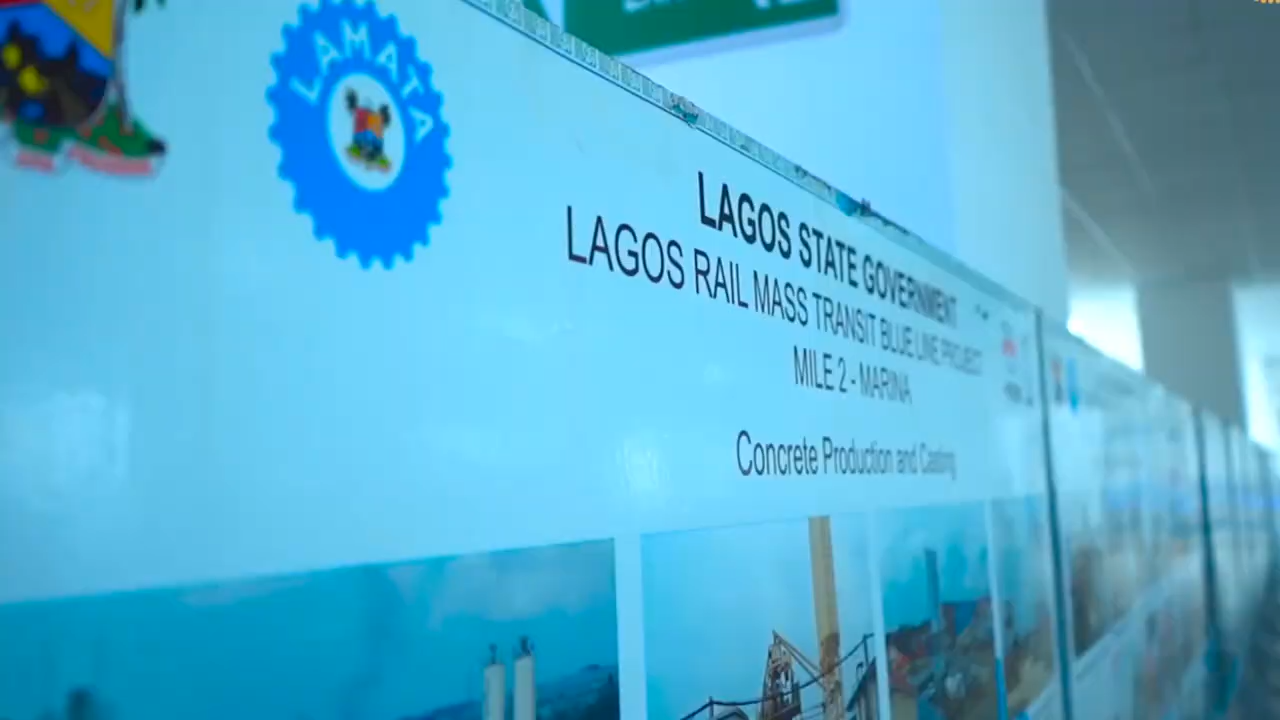 LAMATA
LAGOS STATE GOVERNMENT
LAGOS RAIL MASS TRANSIT BLUE LINE PROJECT
MILE 2 - MARINA
Concrete Production and Casting